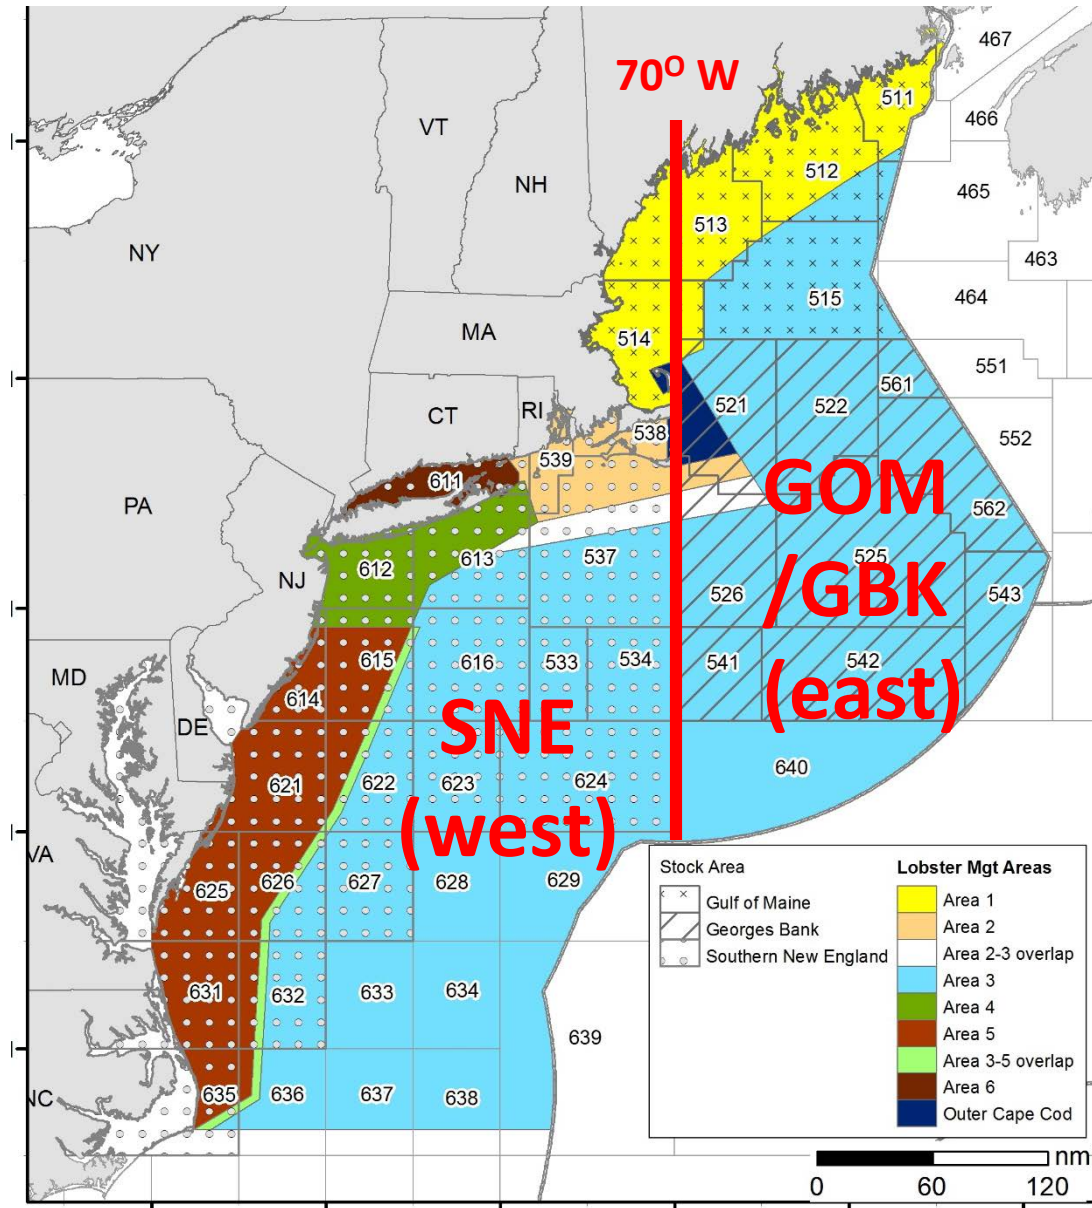 467
70⁰ W
511
466
VT
512
NH
465
513
NY
463
464
515
MA
514
551
561
CT
RI
521
522
538
552
539
611
GOM
PA
562
613
537
/GBK
525
612
NJ
526
543
MD
615
616
533
534
541
542
(east)
614
DE
SNE
640
621
622
623
624
(west)
VA
625
626
627
628
629
Stock Area
Gulf of Maine
Georges Bank
Southern New England
Lobster Mgt Areas
Area 1
Area 2
Area 2-3 overlap
Area 3
Area 4
Area 5
Area 3-5 overlap
Area 6
Outer Cape Cod
631
632
633
634
639
NC
635
636
637
638
nm
0 60 120